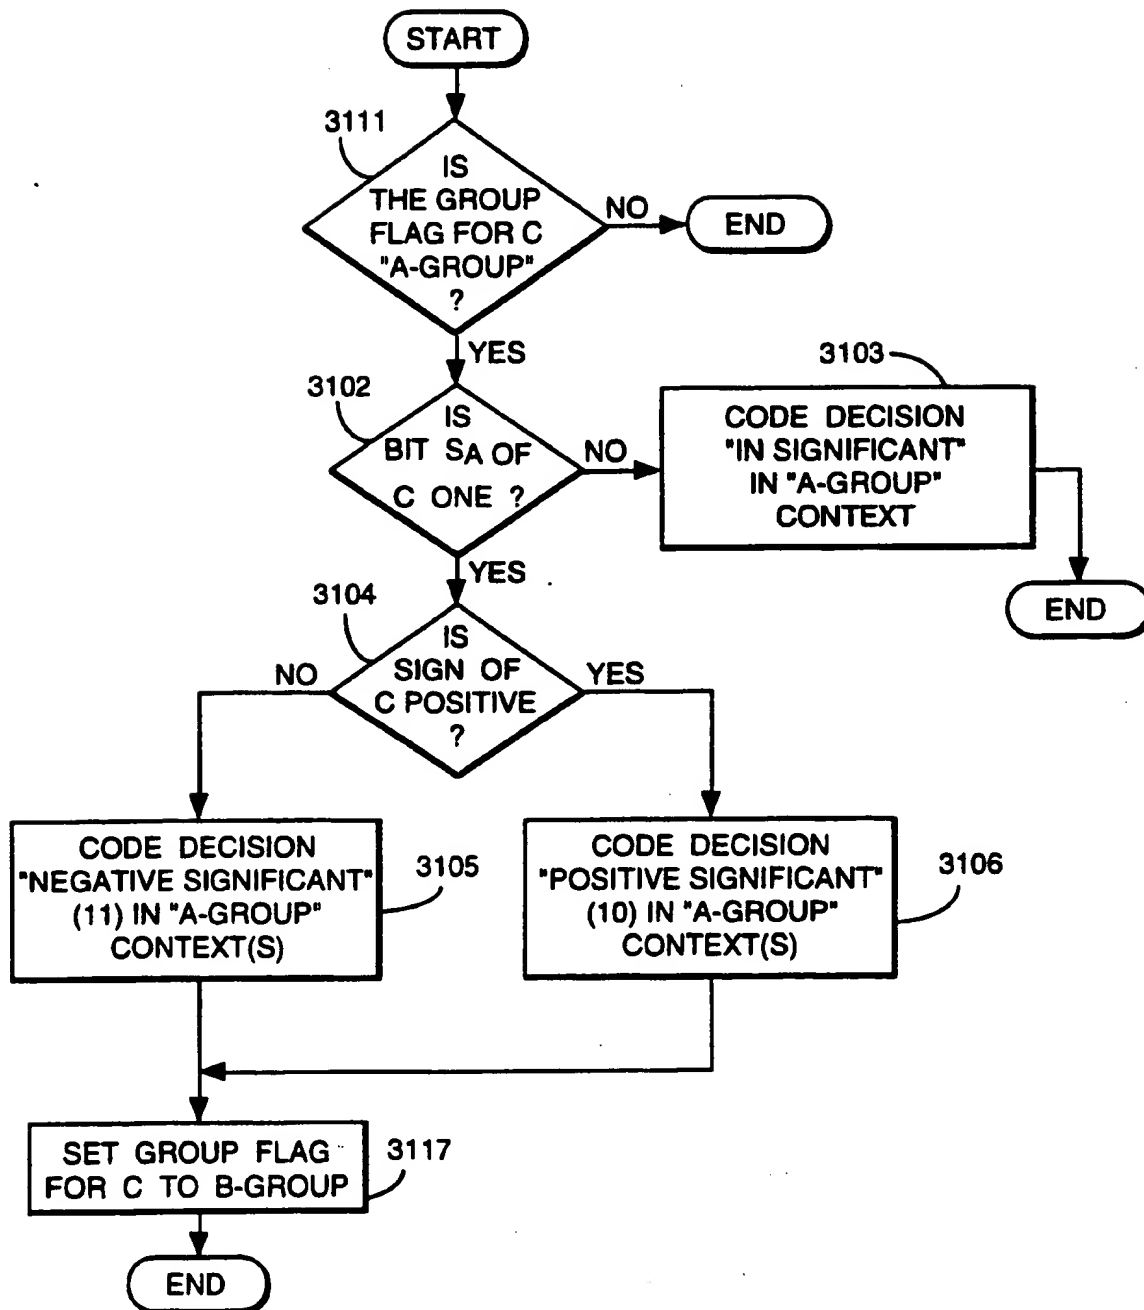 START
3111
IS
THE GROUP
FLAG FOR C
"A-GROUP"
?
NO
END
YES
3102
IS
BIT SA OF
C ONE ?
NO
3103
CODE DECISION
"IN SIGNIFICANT"
IN "A-GROUP"
CONTEXT
END
YES
3104
IS
SIGN OF
C POSITIVE
?
NO
YES
CODE DECISION
"NEGATIVE SIGNIFICANT"
(11) IN "A-GROUP"
CONTEXT(S)
3105
CODE DECISION
"POSITIVE SIGNIFICANT"
(10) IN "A-GROUP"
CONTEXT(S)
3106
SET GROUP FLAG
FOR C TO B-GROUP
3117
END